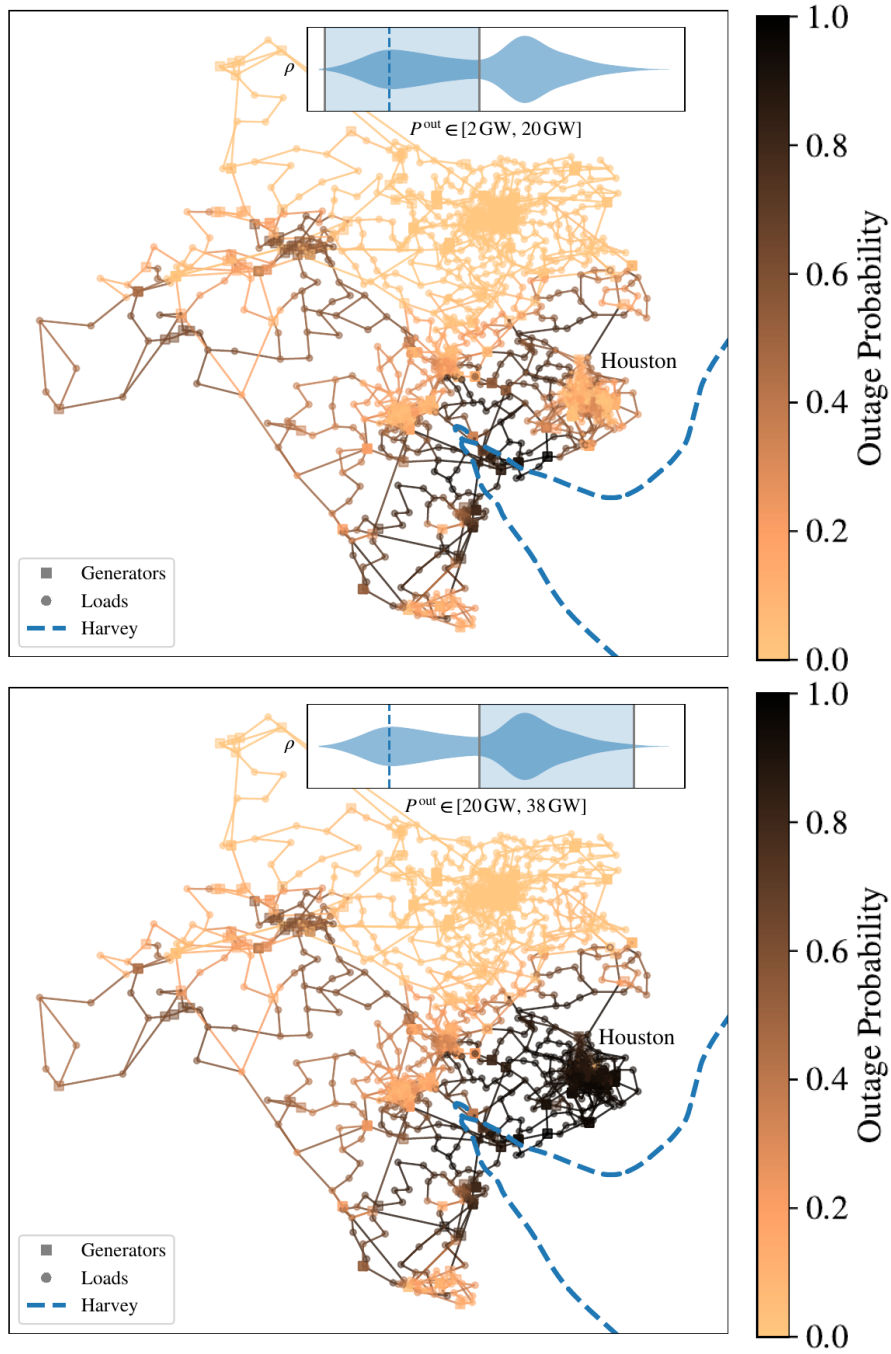 ρ
P^out ∈ [2 GW, 20 GW]
Houston
Generators
Loads
Harvey
1.0
0.8
0.6
0.4
0.2
0.0
Outage Probability
ρ
P^out ∈ [20 GW, 38 GW]
Houston
Generators
Loads
Harvey
1.0
0.8
0.6
0.4
0.2
0.0
Outage Probability